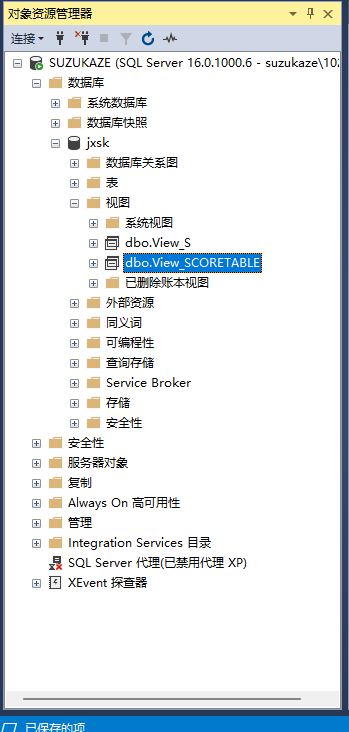 对象资源管理器
连接
SUZUKAZE (SQL Server 16.0.1000.6 - suzukaze\102
数据库
系统数据库
数据库快照
jxsk
数据库关系图
表
视图
系统视图
dbo.View_S
dbo.View_SCORETABLE
已删除账本视图
外部资源
同义词
可编程性
查询存储
Service Broker
存储
安全性
安全性
服务器对象
复制
Always On 高可用性
管理
Integration Services 目录
SQL Server 代理(已禁用代理 XP)
XEvent 探查器
已保存的项